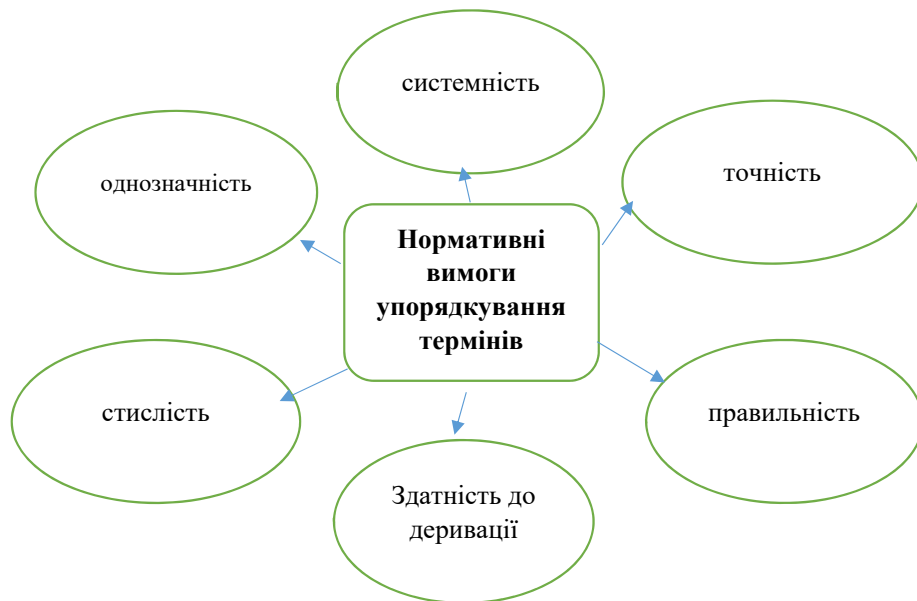 системність
однозначність
точність
Нормативні
вимоги
упорядкування
термінів
стислість
правильність
Здатність до
деривації